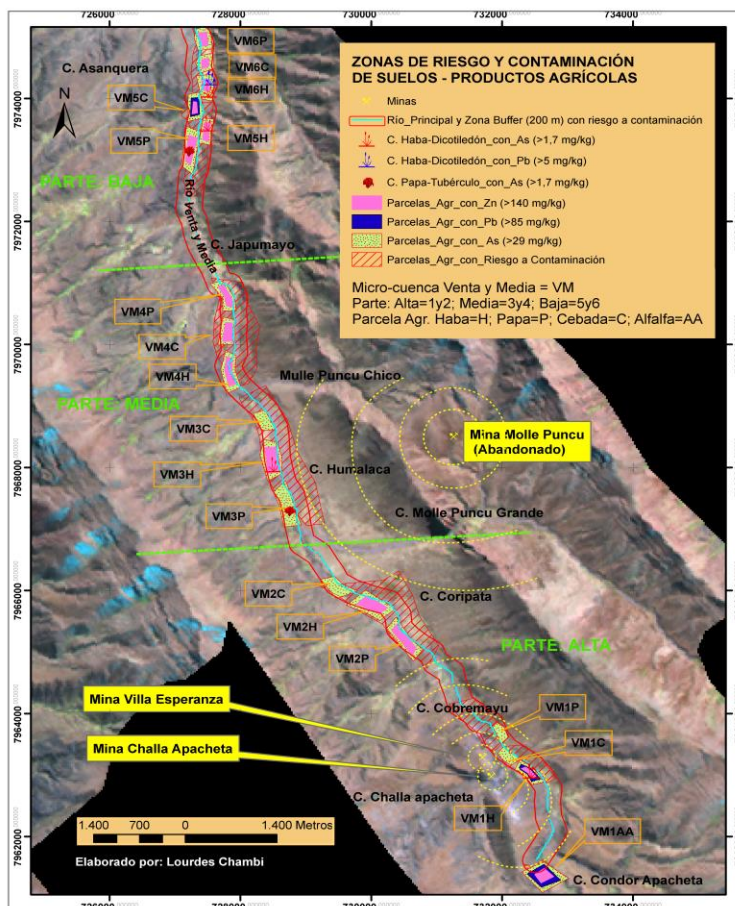 726000
728000
730000
732000
734000
ZONAS DE RIESGO Y CONTAMINACIÓN
DE SUELOS - PRODUCTOS AGRÍCOLAS
Minas
Río_Principal y Zona Buffer (200 m) con riesgo a contaminación
C. Haba-Dicotiledón_con_As (>1,7 mg/kg)
C. Haba-Dicotiledón_con_Pb (>5 mg/kg)
C. Papa-Tubérculo_con_As (>1,7 mg/kg)
Parcelas_Agr_con_Zn (>140 mg/kg)
Parcelas_Agr_con_Pb (>85 mg/kg)
Parcelas_Agr_con_ As (>29 mg/kg)
Parcelas_Agr_con_Riesgo a Contaminación
Micro-cuenca Venta y Media = VM
Parte: Alta=1y2; Media=3y4; Baja=5y6
Parcela Agr. Haba=H; Papa=P; Cebada=C; Alfalfa=AA
VM6P
C. Asanquera
VM6C
VM6H
VM5C
N
VM5P
VM5H
PARTE: BAJA
Río Venta y Media
C. Japumayo
VM4P
VM4C
VM4H
Mulle Puncu Chico
PARTE: MEDIA
VM3C
Mina Molle Puncu
(Abandonado)
VM3H
C. Humalaca
VM3P
C. Molle Puncu Grande
VM2C
C. Coripata
VM2H
PARTE: ALTA
VM2P
Mina Villa Esperanza
C. Cobremayu
VM1P
Mina Challa Apacheta
VM1C
C. Challa apacheta
VM1H
1.400 700 0 1.400 Metros
VM1AA
Elaborado por: Lourdes Chambi
C. Condor Apacheta
7974000
7972000
7970000
7968000
7966000
7964000
7962000
726000
728000
730000
732000
734000